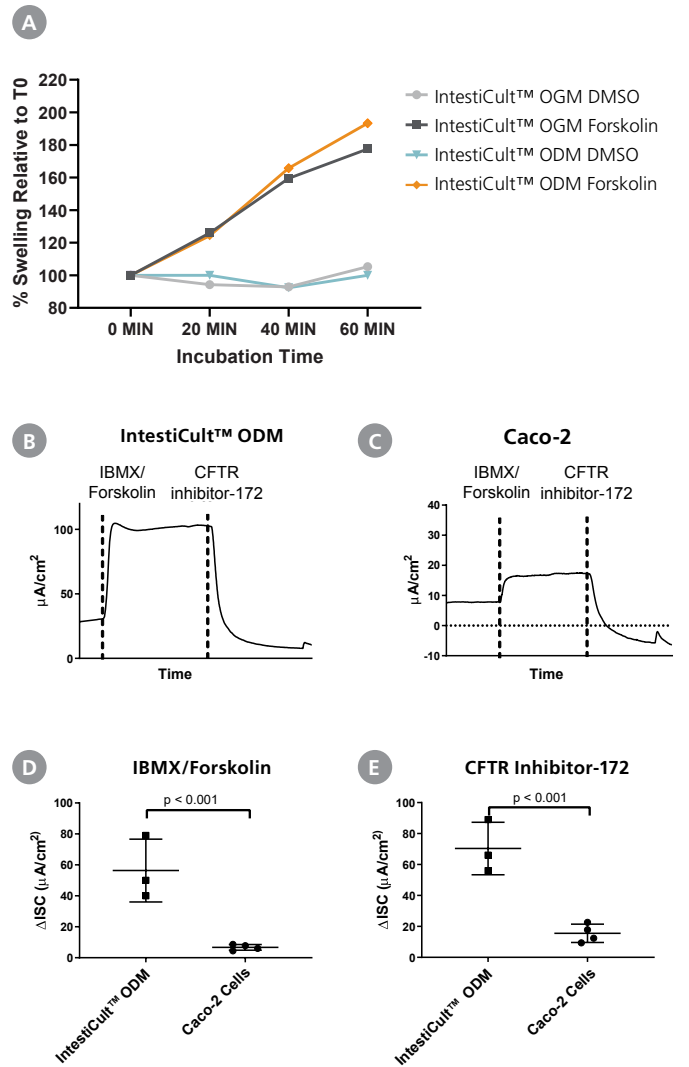 A
% Swelling Relative to T0
220
200
180
160
140
120
100
80
0 MIN
20 MIN
40 MIN
60 MIN
Incubation Time
IntestiCult™ OGM DMSO
IntestiCult™ OGM Forskolin
IntestiCult™ ODM DMSO
IntestiCult™ ODM Forskolin
B
IntestiCult™ ODM
IBMX/
Forskolin
CFTR
inhibitor-172
µA/cm²
100
50
0
Time
C
Caco-2
IBMX/
Forskolin
CFTR
inhibitor-172
µA/cm²
40
30
20
10
0
-10
Time
D
IBMX/Forskolin
p < 0.001
ΔISC (µA/cm²)
100
80
60
40
20
0
IntestiCult™ ODM
Caco-2 Cells
E
CFTR Inhibitor-172
p < 0.001
ΔISC (µA/cm²)
100
80
60
40
20
0
IntestiCult™ ODM
Caco-2 Cells